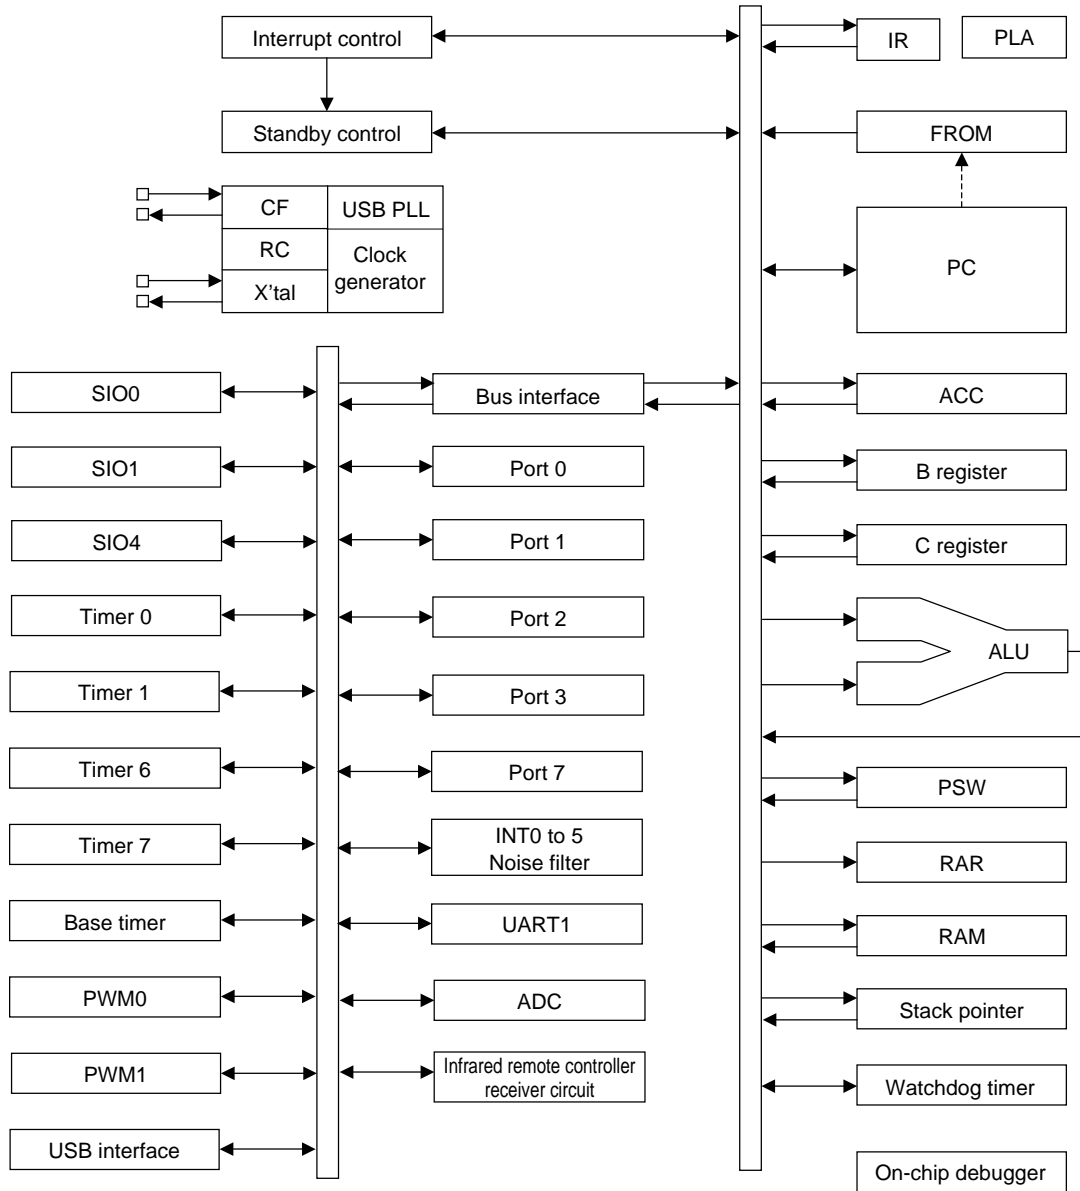 Interrupt control
IR
PLA
Standby control
FROM
CF
USB PLL
RC
Clock
generator
X'tal
PC
SIO0
Bus interface
ACC
SIO1
Port 0
B register
SIO4
Port 1
C register
Timer 0
Port 2
ALU
Timer 1
Port 3
Timer 6
Port 7
PSW
Timer 7
INT0 to 5
Noise filter
RAR
Base timer
UART1
RAM
PWM0
ADC
Stack pointer
PWM1
Infrared remote controller
receiver circuit
Watchdog timer
USB interface
On-chip debugger